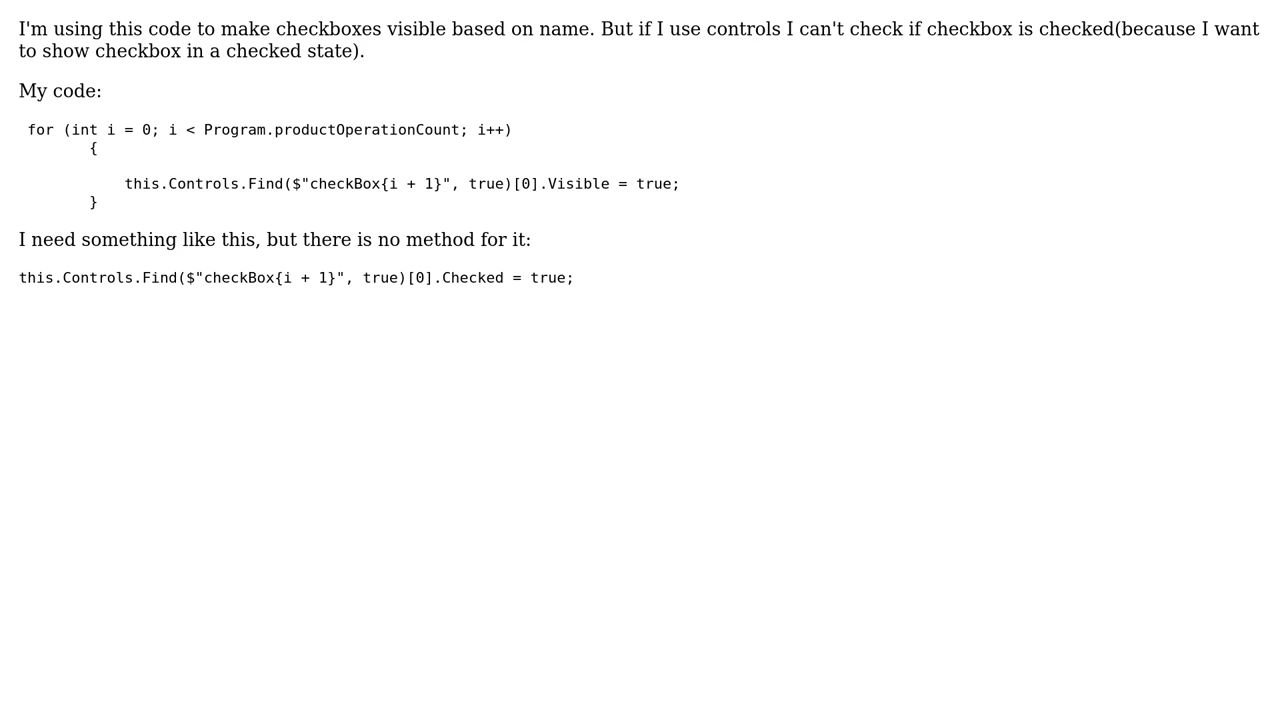 I'm using this code to make checkboxes visible based on name. But if I use controls I can't check if checkbox is checked(because I want
to show checkbox in a checked state).
My code:
for (int i = 0; i < Program.productOperationCount; i++)
{
this.Controls.Find($"checkBox{i + 1}", true)[0].Visible = true;
}
I need something like this, but there is no method for it:
this.Controls.Find($"checkBox{i + 1}", true)[0].Checked = true;